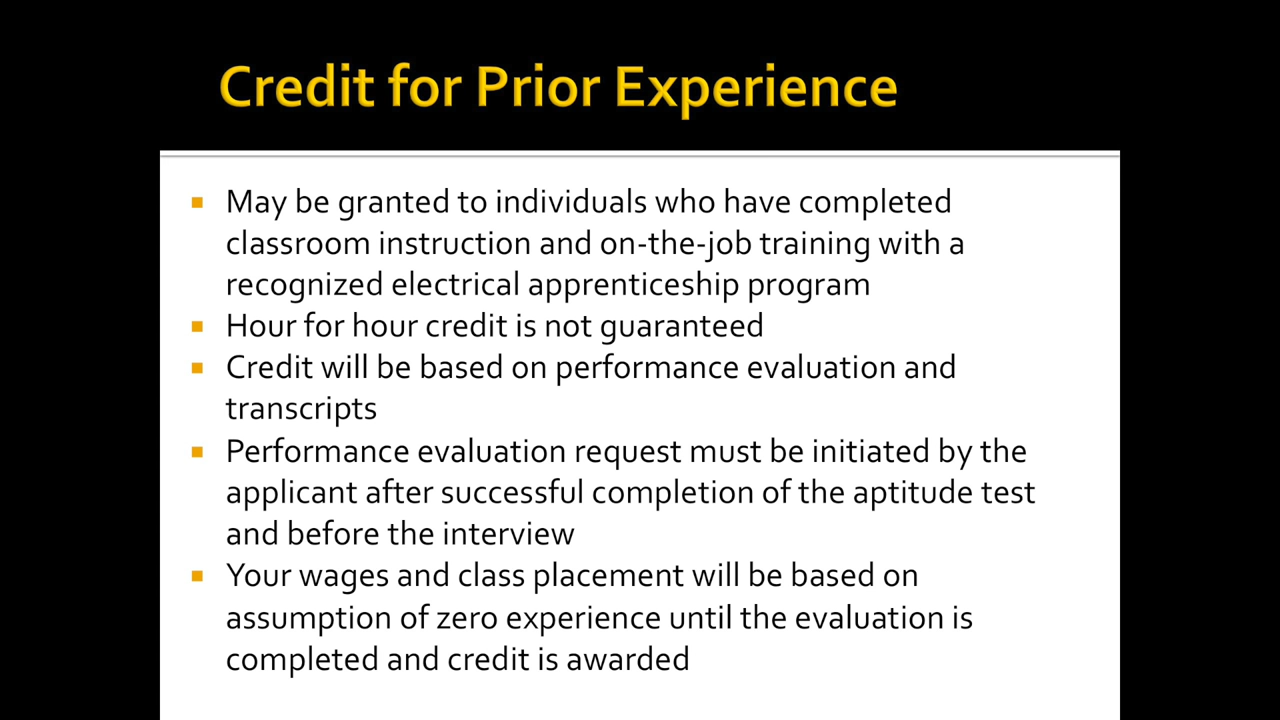 Credit for Prior Experience
May be granted to individuals who have completed
classroom instruction and on-the-job training with a
recognized electrical apprenticeship program
Hour for hour credit is not guaranteed
Credit will be based on performance evaluation and
transcripts
Performance evaluation request must be initiated by the
applicant after successful completion of the aptitude test
and before the interview
Your wages and class placement will be based on
assumption of zero experience until the evaluation is
completed and credit is awarded